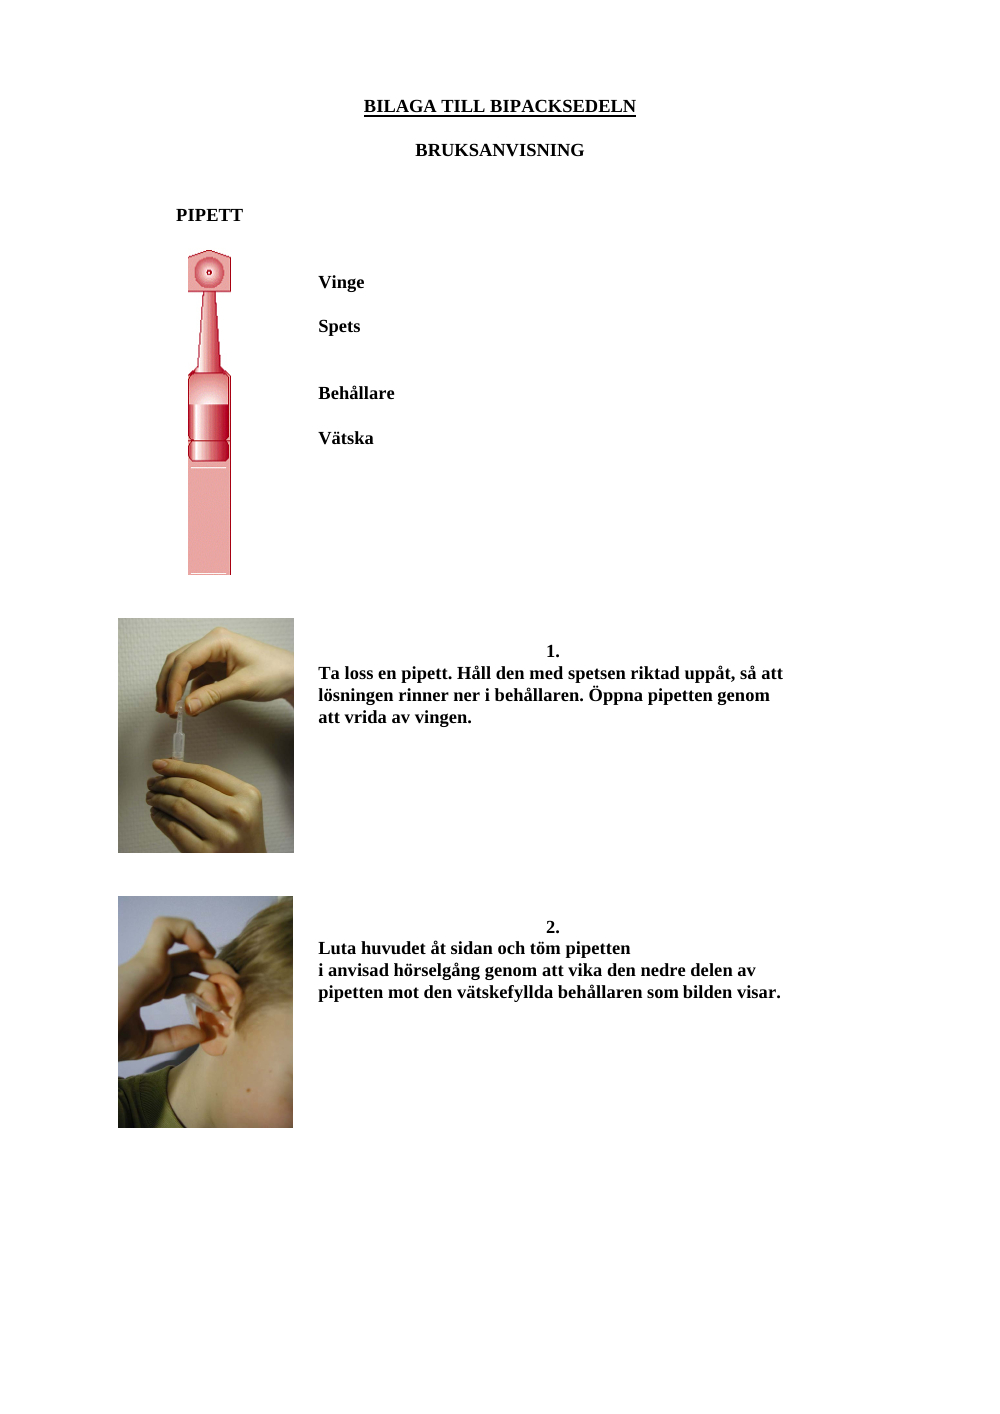 BILAGA TILL BIPACKSEDELN
BRUKSANVISNING
PIPETT
Vinge
Spets
Behållare
Vätska
1.
Ta loss en pipett. Håll den med spetsen riktad uppåt, så att
lösningen rinner ner i behållaren. Öppna pipetten genom
att vrida av vingen.
2.
Luta huvudet åt sidan och töm pipetten
i anvisad hörselgång genom att vika den nedre delen av
pipetten mot den vätskefyllda behållaren som bilden visar.